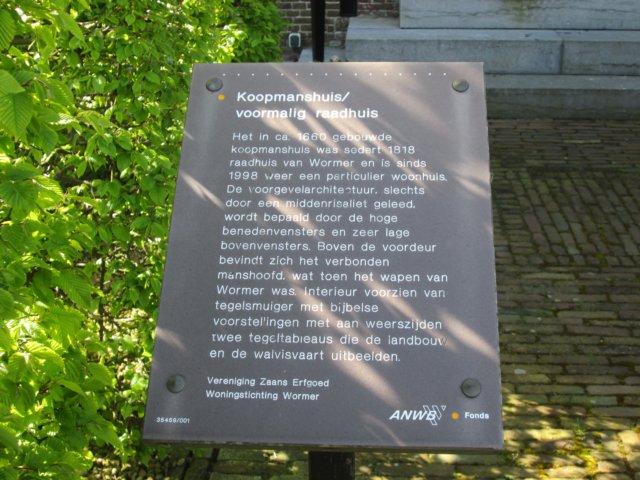 Koopmanshuis/
voormalig raadhuis
Het in ca. 1660 gebouwde
koopmanshuis was sedert 1818
raadhuis van Wormer en is sinds
1998 weer een particulier woonhuis.
De voorgevelarchitectuur, slechts
door een middenrisaliet geleed,
wordt bepaald door de hoge
benedenvensters en zeer lage
bovenvensters. Boven de voordeur
bevindt zich het verbonden
manshoofd, wat toen het wapen van
Wormer was. Interieur voorzien van
tegelsmuiger met bijbelse
voorstellingen met aan weerszijden
twee tegeltableaus die de landbouw
en de walvisvaart uitbeelden.
Vereniging Zaans Erfgoed
Woningstichting Wormer
35459/001
ANWB Fonds